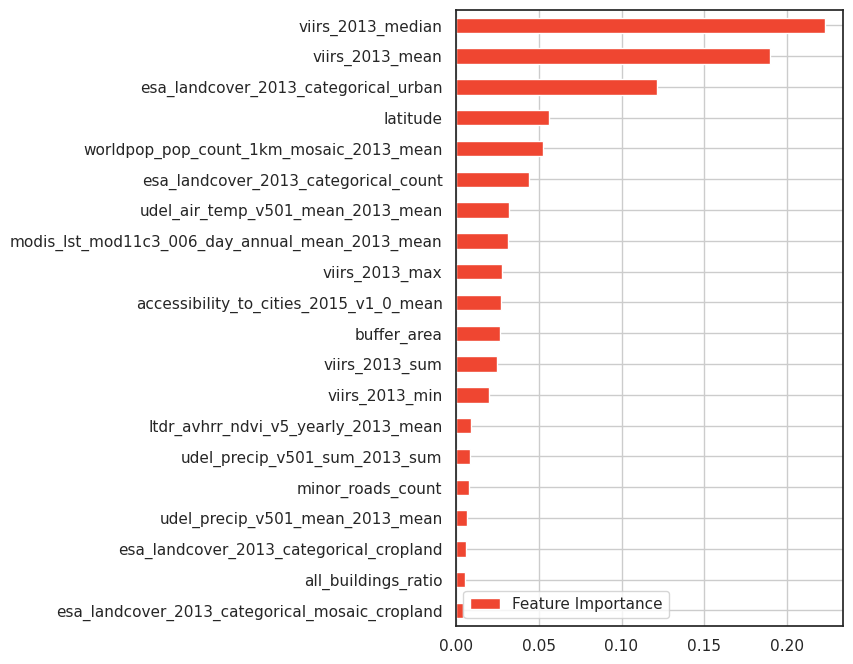 viirs_2013_median
viirs_2013_mean
esa_landcover_2013_categorical_urban
latitude
worldpop_pop_count_1km_mosaic_2013_mean
esa_landcover_2013_categorical_count
udel_air_temp_v501_mean_2013_mean
modis_lst_mod11c3_006_day_annual_mean_2013_mean
viirs_2013_max
accessibility_to_cities_2015_v1_0_mean
buffer_area
viirs_2013_sum
viirs_2013_min
ltdr_avhrr_ndvi_v5_yearly_2013_mean
udel_precip_v501_sum_2013_sum
minor_roads_count
udel_precip_v501_mean_2013_mean
esa_landcover_2013_categorical_cropland
all_buildings_ratio
esa_landcover_2013_categorical_mosaic_cropland
Feature Importance
0.00 0.05 0.10 0.15 0.20